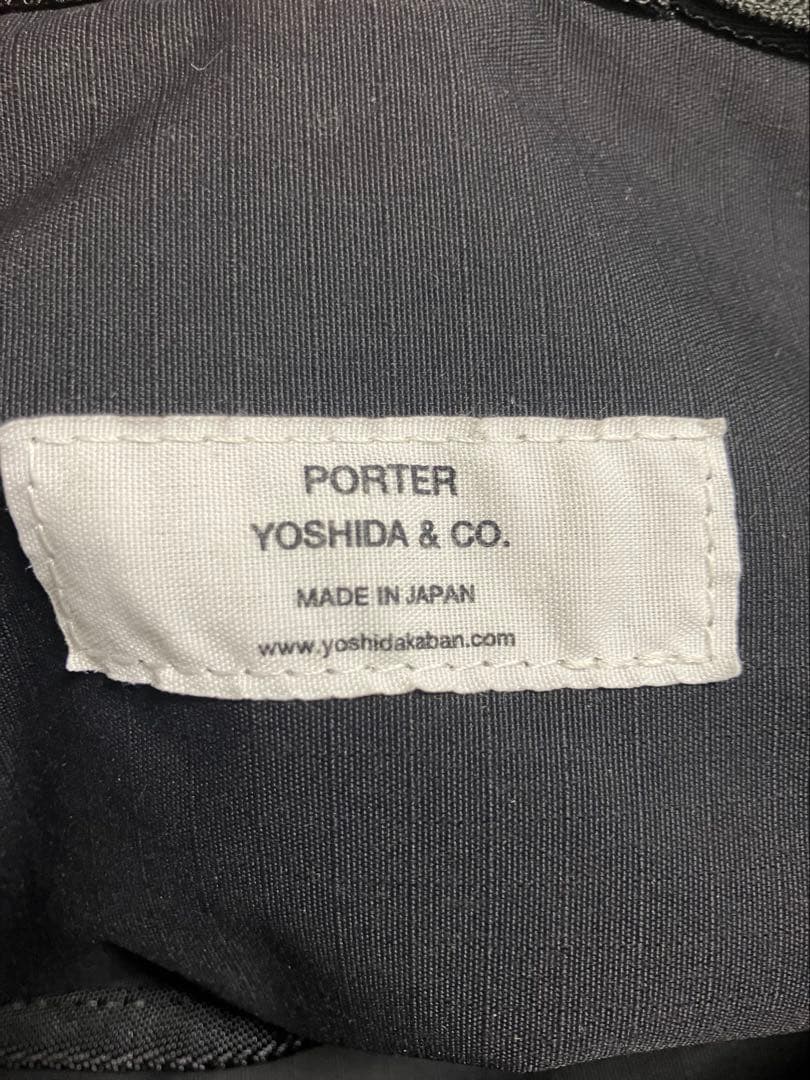 PORTER
YOSHIDA & CO.
MADE IN JAPAN
www.yoshidakaban.com